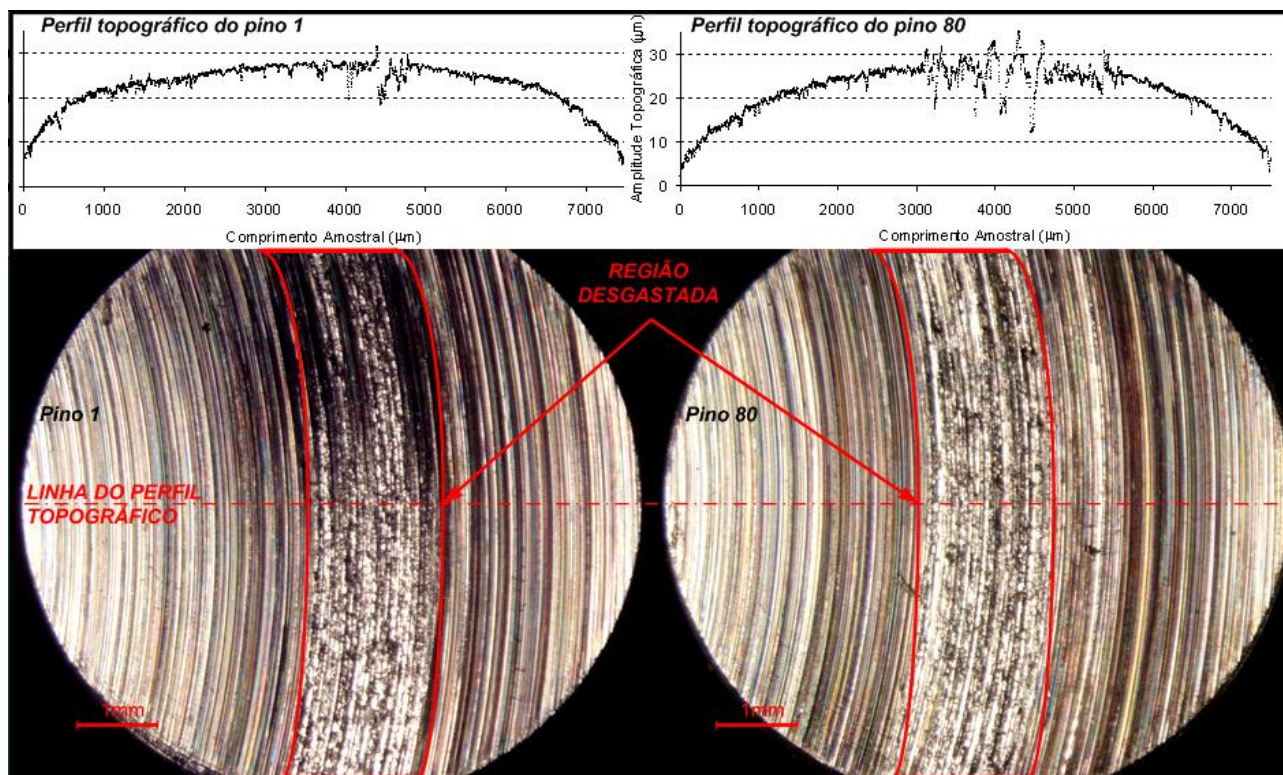 Perfil topográfico do pino 1
0
1000
2000
3000
4000
5000
6000
7000
Comprimento Amostral (µm)
Perfil topográfico do pino 80
Amplitude Topográfica (µm)
30
20
10
0
0
1000
2000
3000
4000
5000
6000
7000
Comprimento Amostral (µm)
REGIÃO
DESGASTADA
Pino 1
Pino 80
LINHA DO PERFIL
TOPOGRÁFICO
1mm
1mm